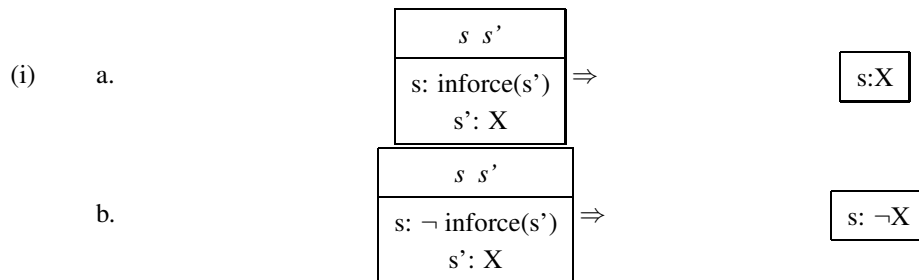 s s’
(i) a. s: inforce(s’) ⇒ s:X
s’: X
s s’
b. s: ¬ inforce(s’) ⇒ s: ¬X
s’: X